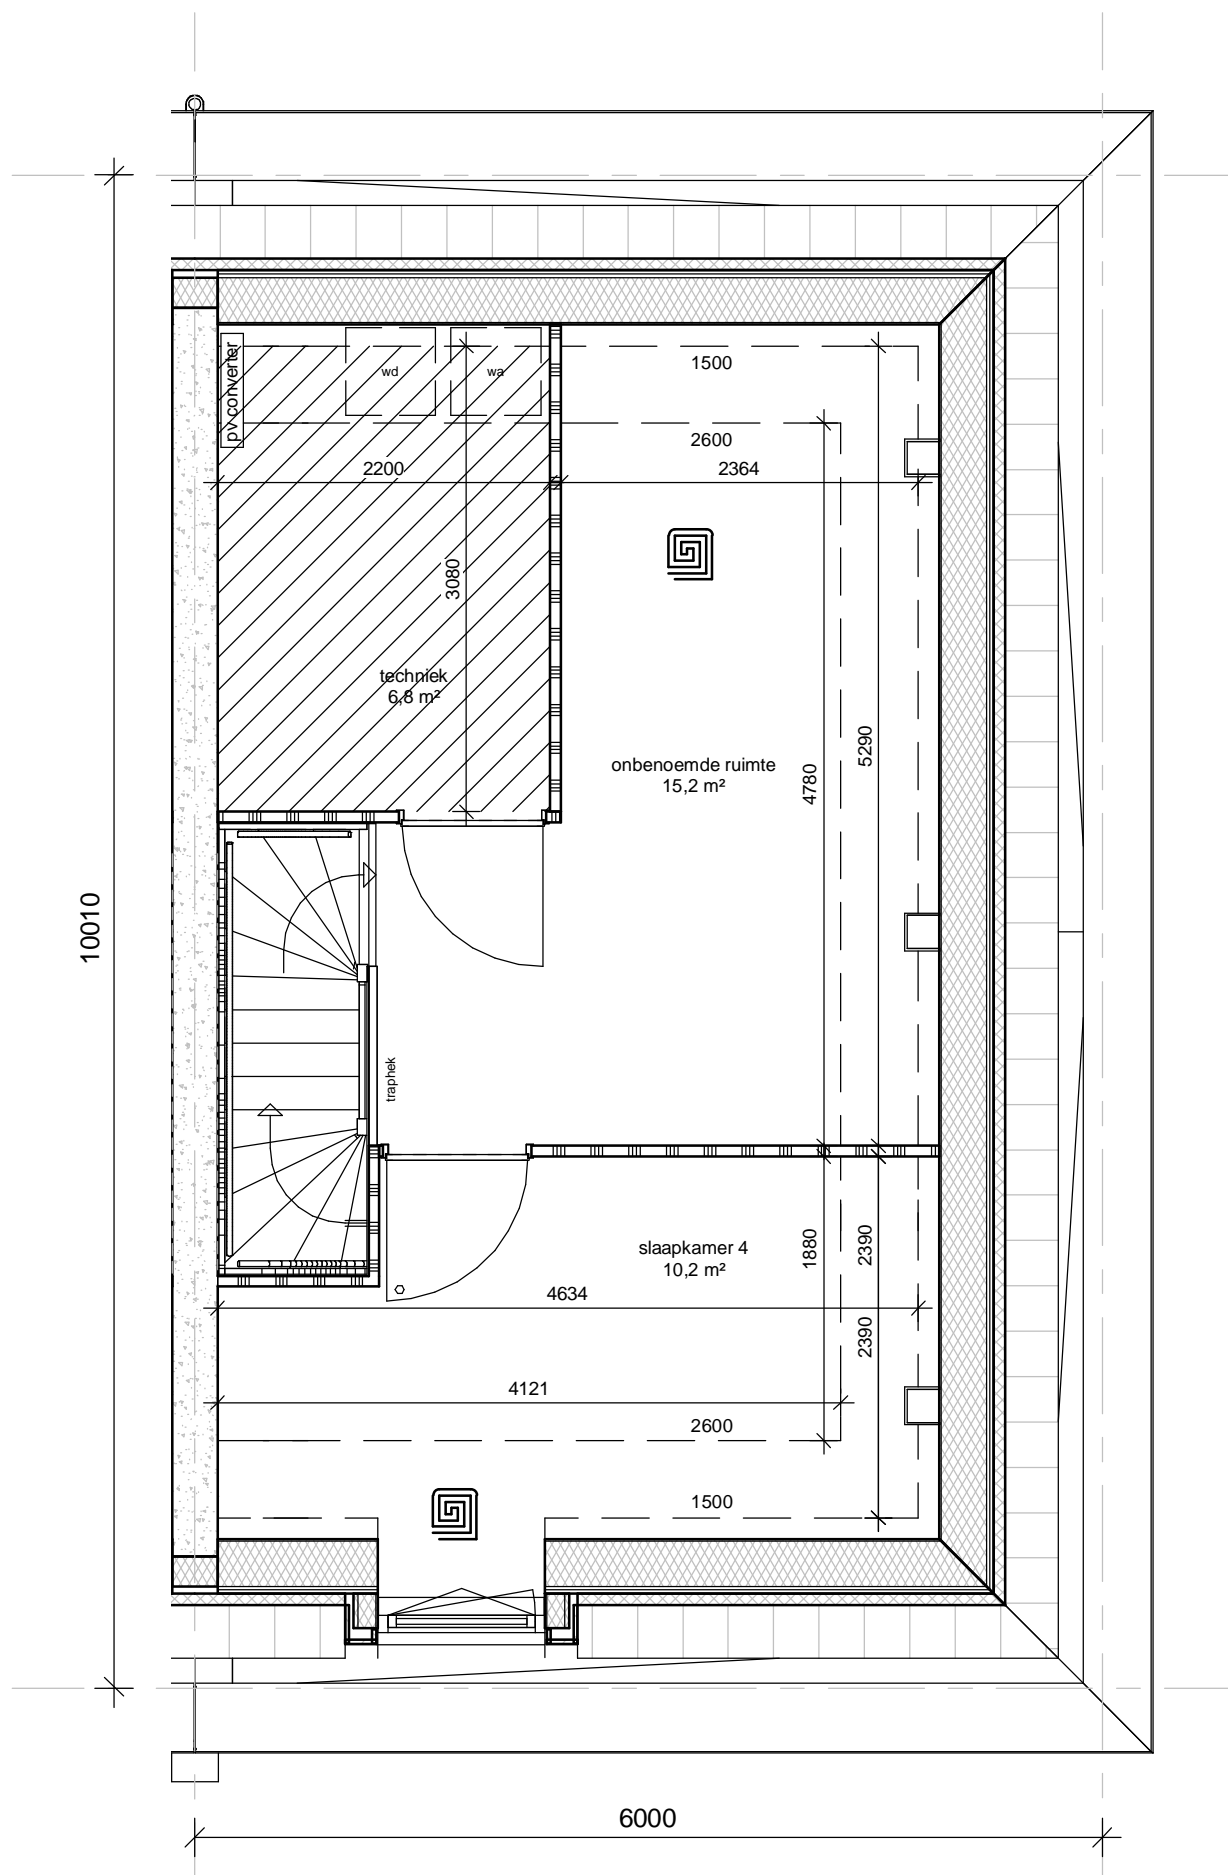 pv converter
wd
wa
1500
2600
2200
2364
3080
techniek
6,8 m²
onbenoemde ruimte
15,2 m²
4780
5290
10010
traphek
slaapkamer 4
10,2 m²
1880
2390
4634
2390
4121
2600
1500
6000